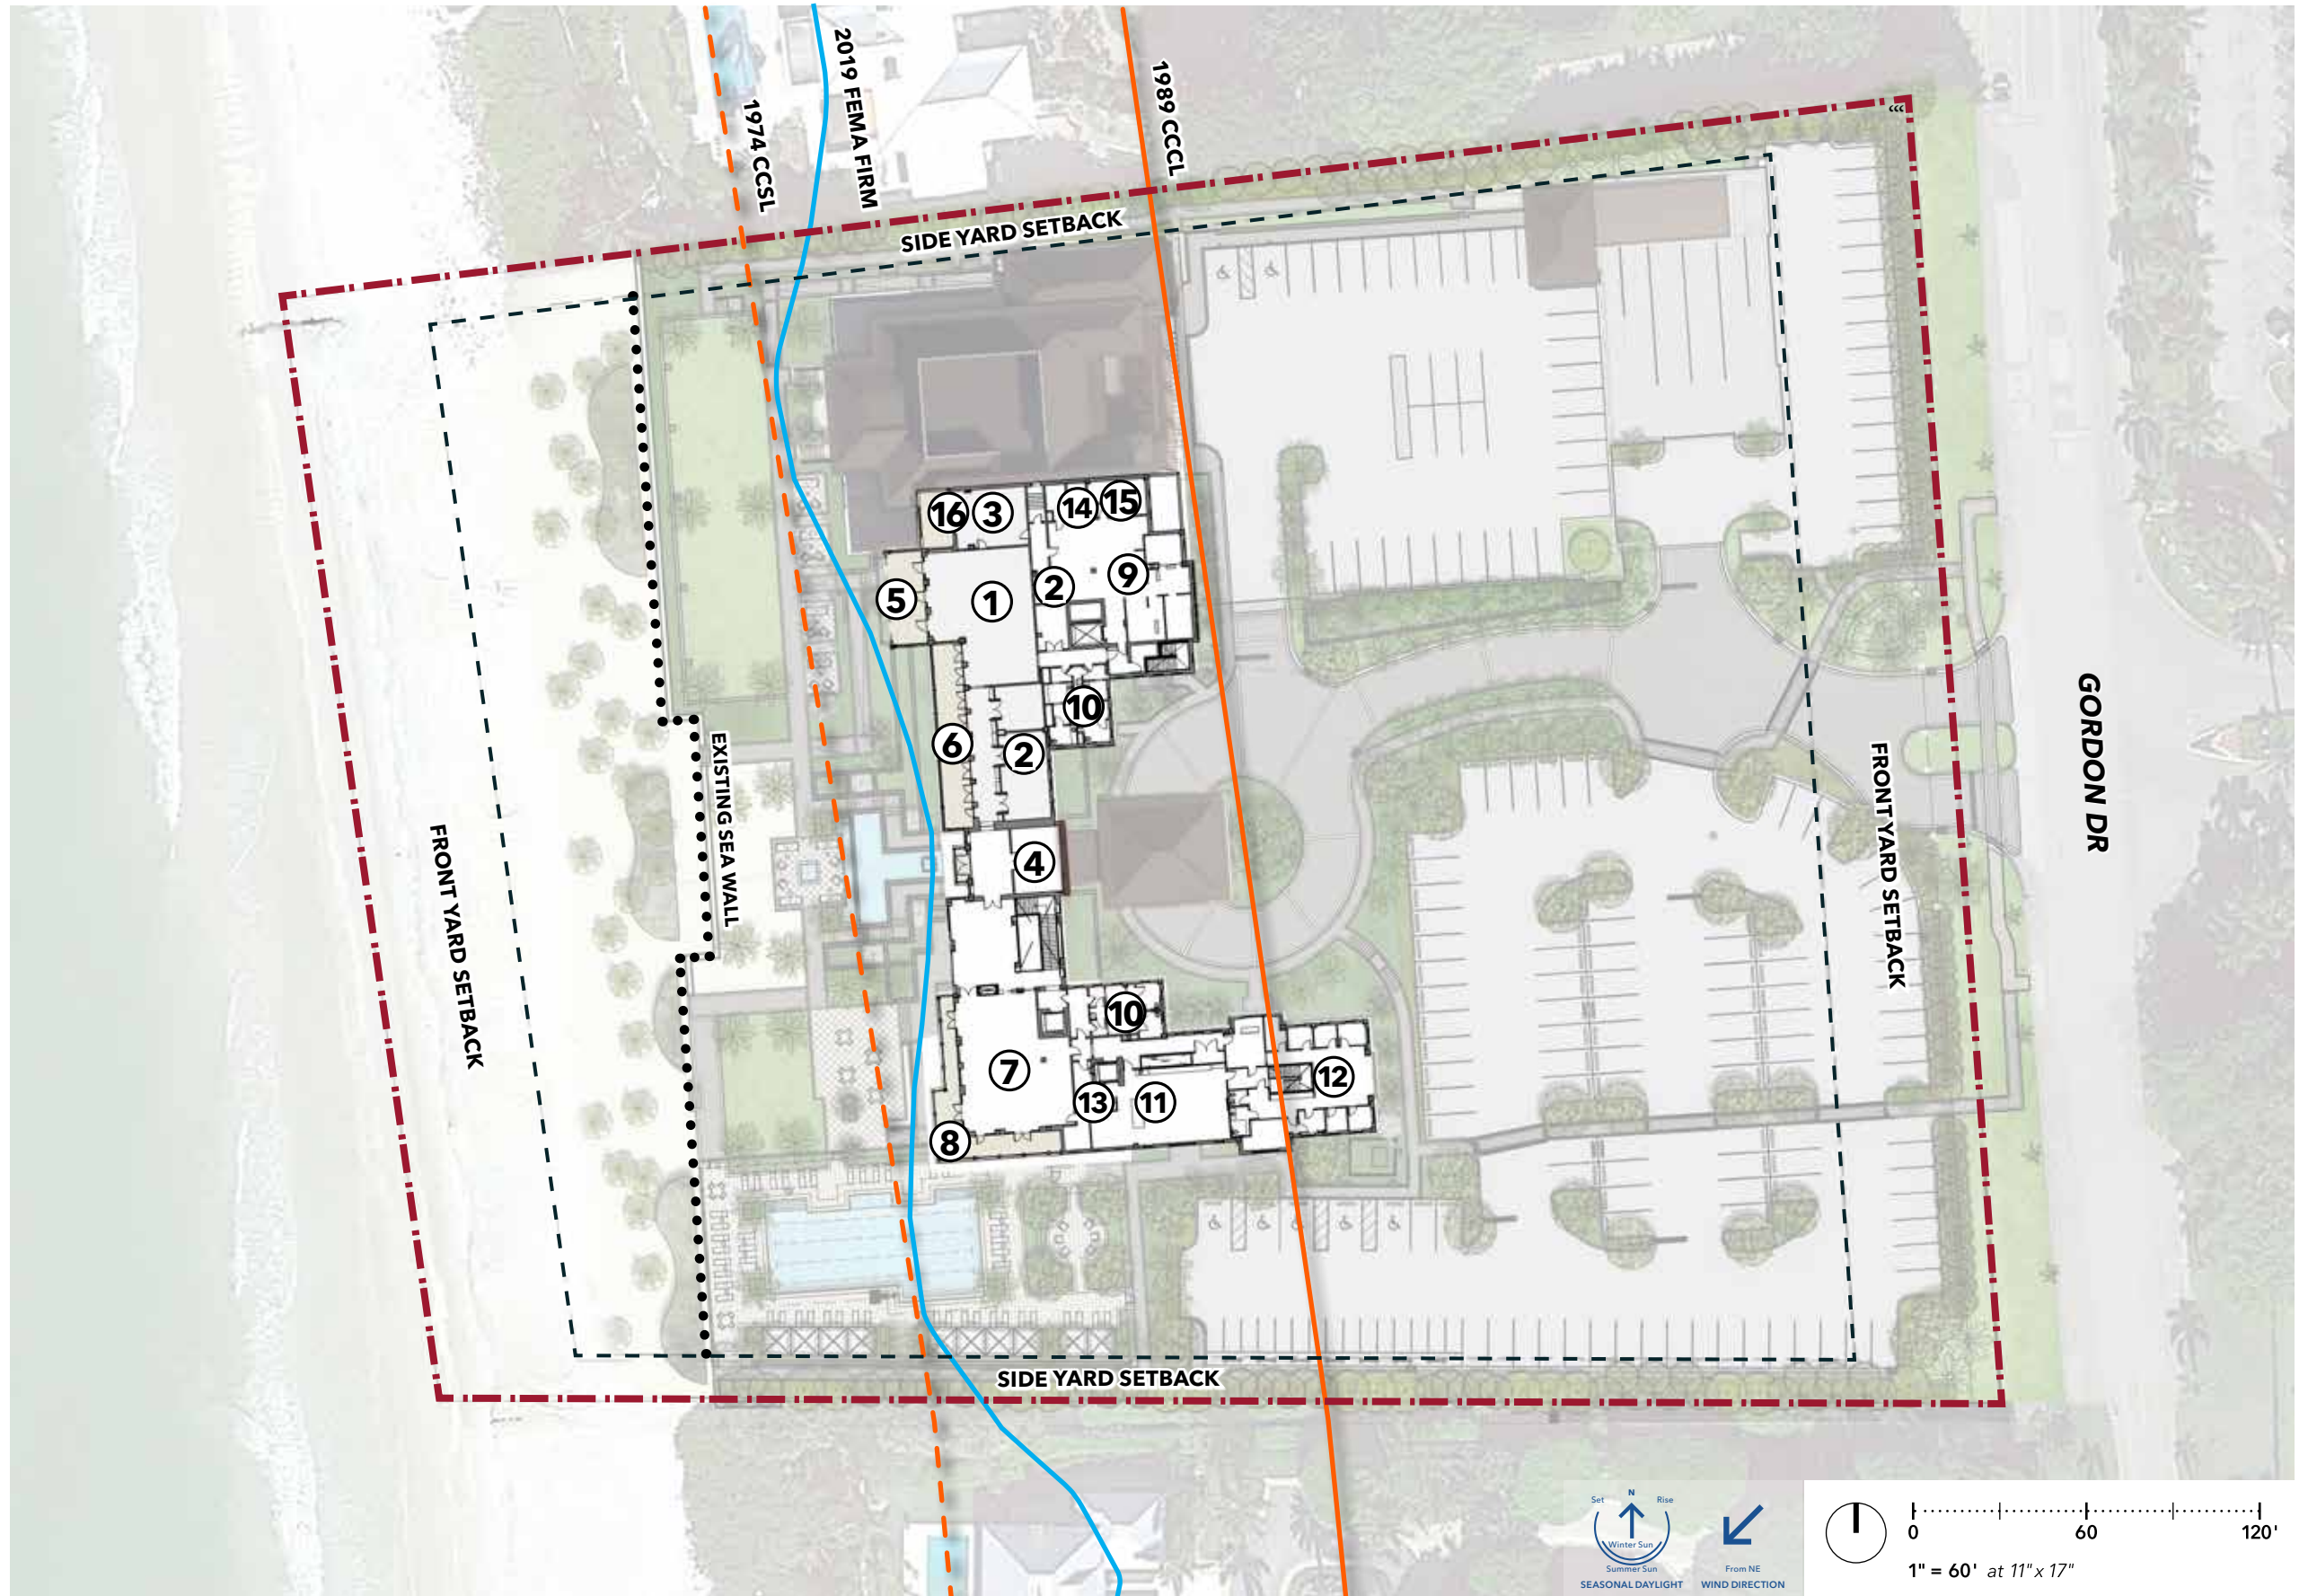 2019 FEMA FIRM
1974 CCSL
1989 CCCL
SIDE YARD SETBACK
16
3
14
15
5
1
2
9
10
6
2
4
EXISTING SEA WALL
FRONT YARD SETBACK
GORDON DR
FRONT YARD SETBACK
10
7
13
11
12
8
SIDE YARD SETBACK
N
Set
Rise
Winter Sun
Summer Sun
SEASONAL DAYLIGHT
From NE
WIND DIRECTION
0
60
120'
1" = 60' at 11"x 17"